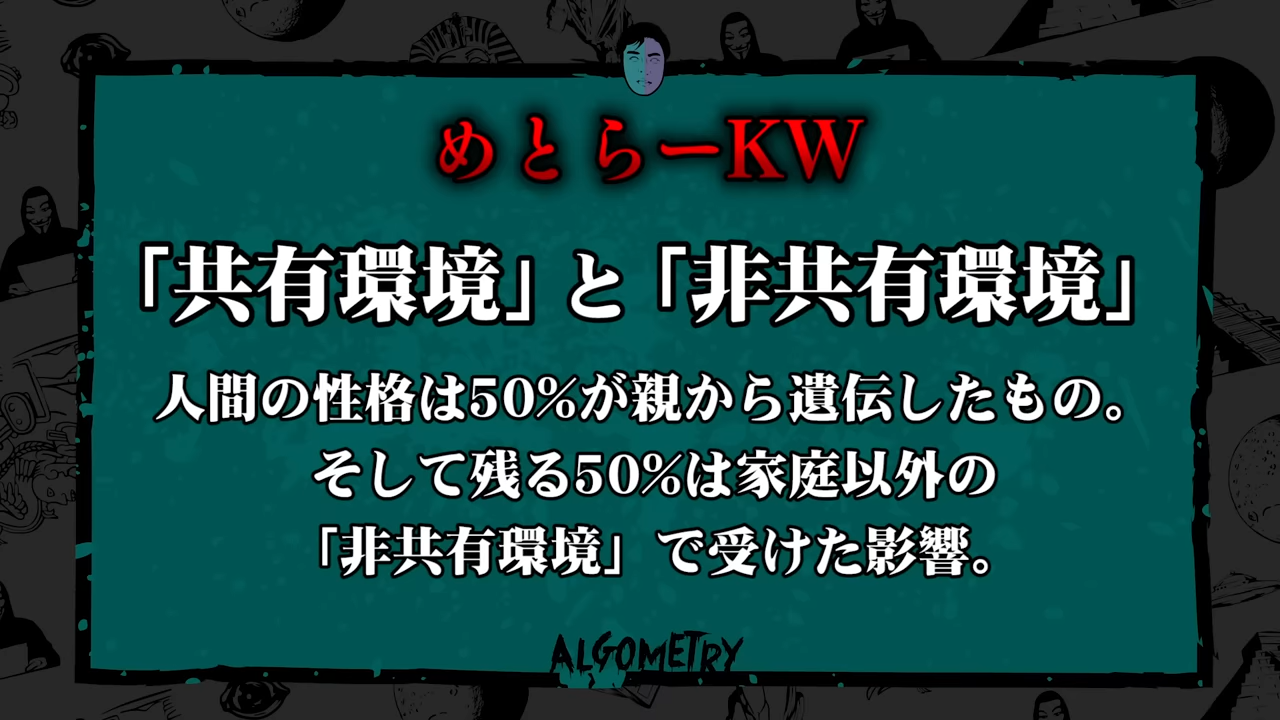 めとらーKW
「共有環境」と「非共有環境」
人間の性格は50%が親から遺伝したもの。
そして残る50%は家庭以外の
「非共有環境」で受けた影響。
ALGOMETRY